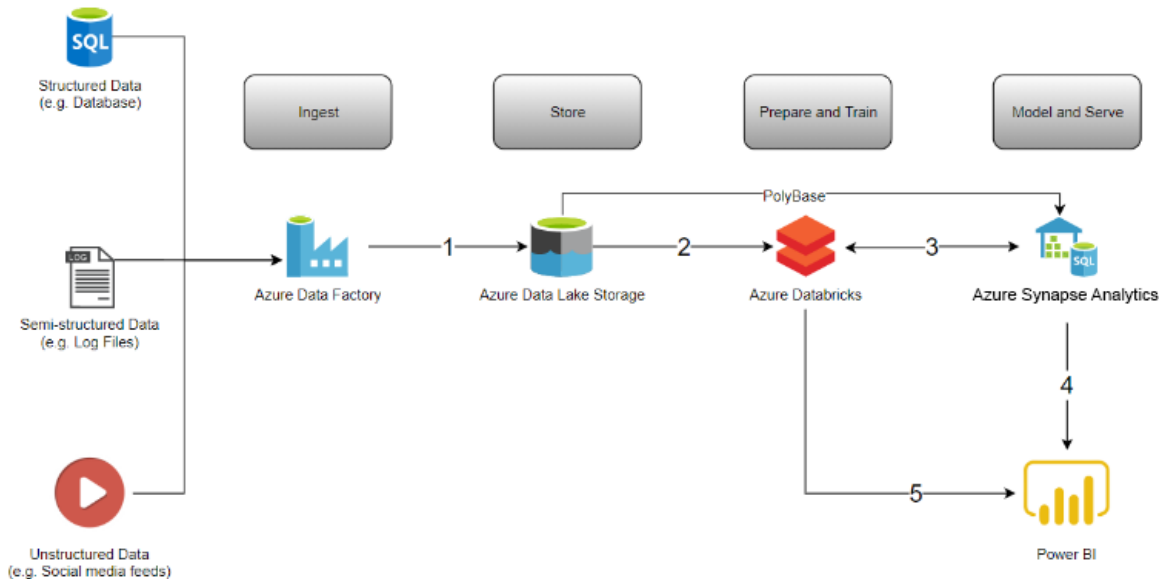 SQL
Structured Data
(e.g. Database)
Ingest
Store
Prepare and Train
Model and Serve
PolyBase
LOG
1
2
3
SQL
Azure Data Factory
Azure Data Lake Storage
Azure Databricks
Azure Synapse Analytics
Semi-structured Data
(e.g. Log Files)
4
5
Unstructured Data
(e.g. Social media feeds)
Power BI